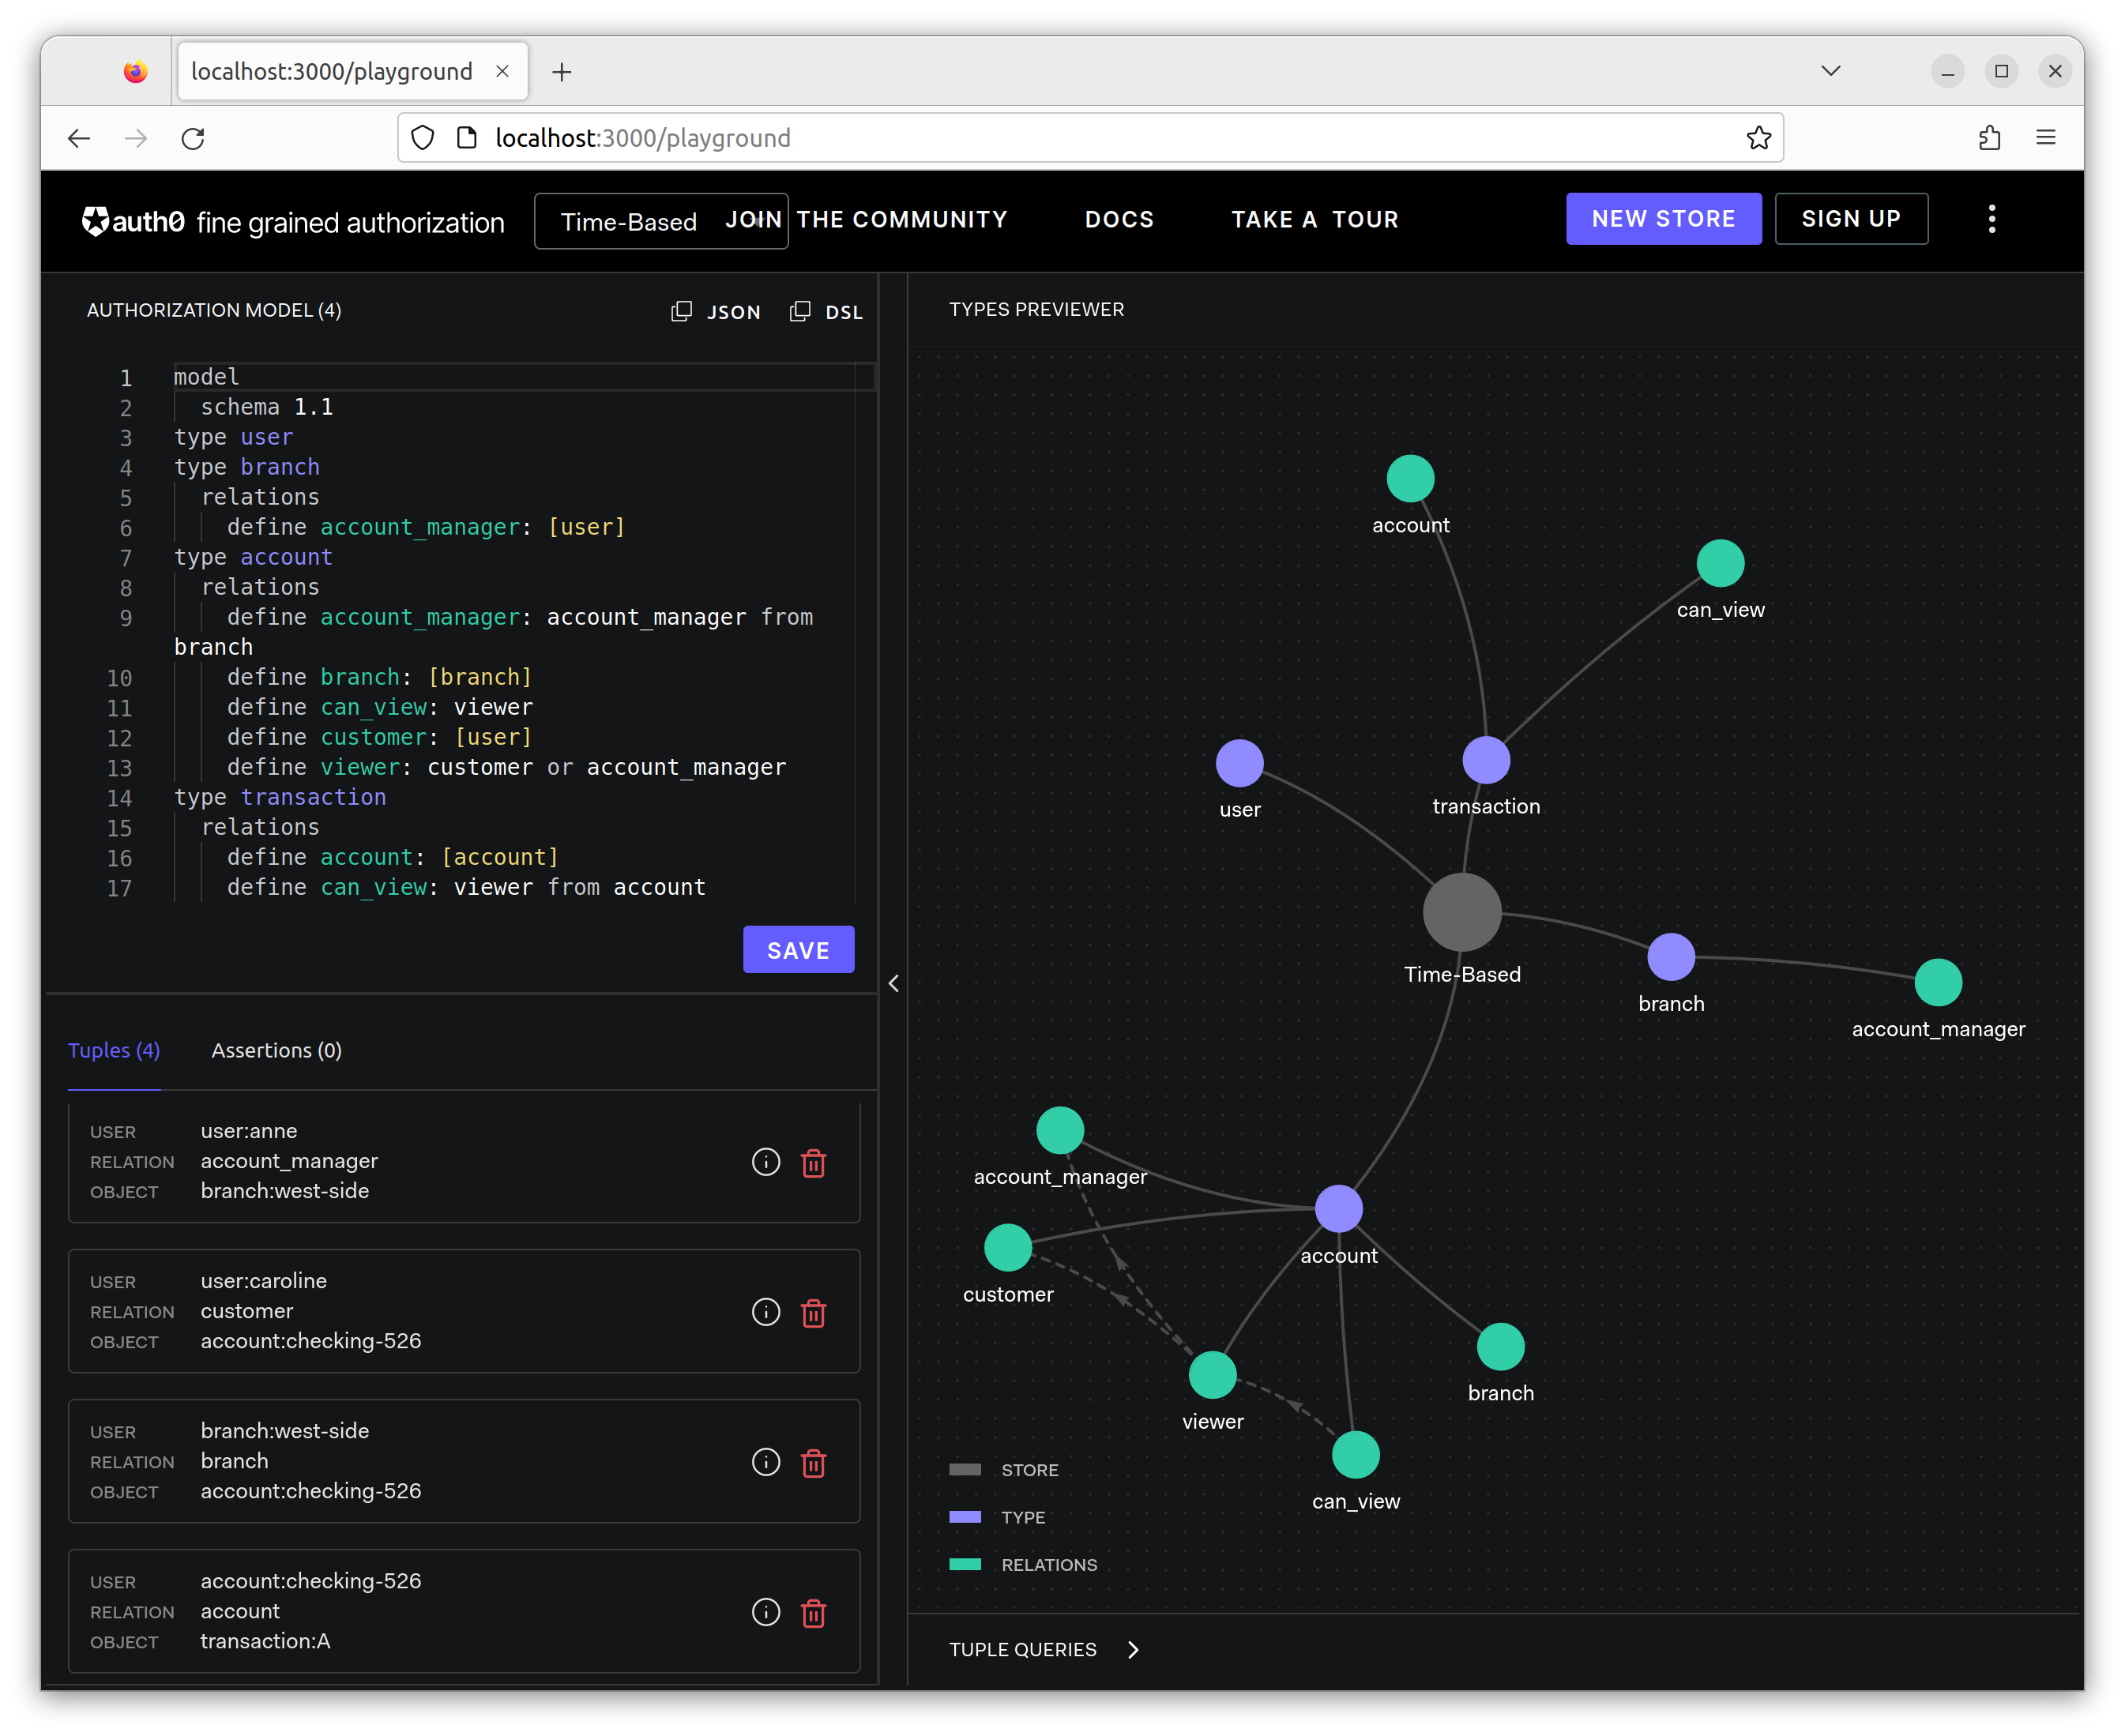 localhost:3000/playground
localhost:3000/playground
auth0 fine grained authorization
Time-Based
JOIN THE COMMUNITY
DOCS
TAKE A TOUR
NEW STORE
SIGN UP
AUTHORIZATION MODEL (4)
JSON
DSL
1 model
2 schema 1.1
3 type user
4 type branch
5 relations
6 define account_manager: [user]
7 type account
8 relations
9 define account_manager: account_manager from
branch
10 define branch: [branch]
11 define can_view: viewer
12 define customer: [user]
13 define viewer: customer or account_manager
14 type transaction
15 relations
16 define account: [account]
17 define can_view: viewer from account
SAVE
Tuples (4)
Assertions (0)
USER user:anne
RELATION account_manager
OBJECT branch:west-side
USER user:caroline
RELATION customer
OBJECT account:checking-526
USER branch:west-side
RELATION branch
OBJECT account:checking-526
USER account:checking-526
RELATION account
OBJECT transaction:A
TYPES PREVIEWER
account
can_view
user
transaction
Time-Based
branch
account_manager
account_manager
account
customer
branch
viewer
can_view
STORE
TYPE
RELATIONS
TUPLE QUERIES